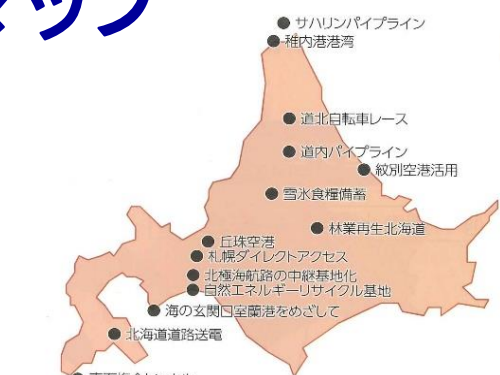 マップ
サハリンパイプライン
稚内港港湾
道北自転車レース
道内パイプライン
紋別空港活用
雪氷食糧備蓄
林業再生北海道
丘珠空港
札幌ダイレクトアクセス
北極海航路の中継基地化
自然エネルギーリサイクル基地
海の玄関口室蘭港をめざして
北海道道路送電